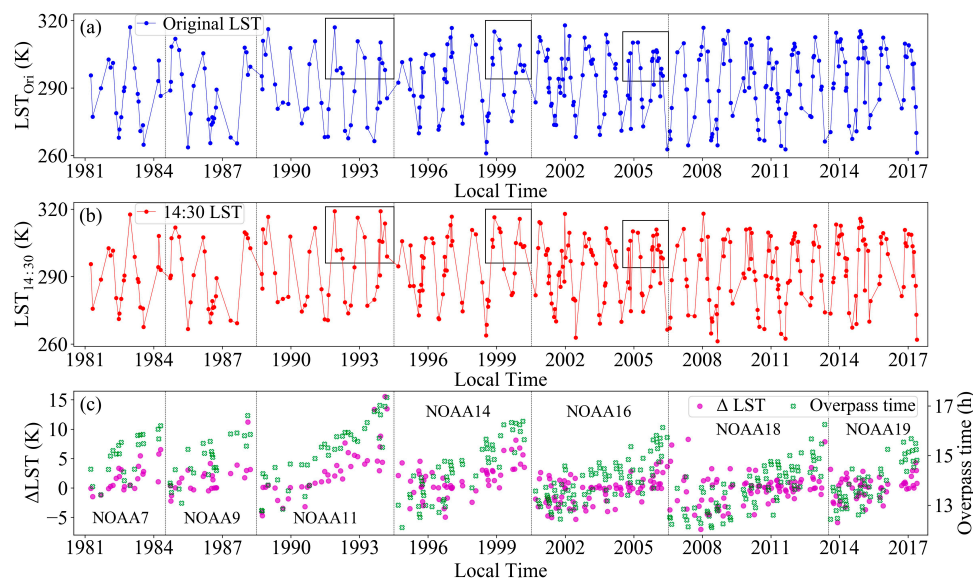 (a)
Original LST
LST_Ori (K)
320
290
260
1981 1984 1987 1990 1993 1996 1999 2002 2005 2008 2011 2014 2017
Local Time
(b)
14:30 LST
LST_14:30 (K)
320
290
260
1981 1984 1987 1990 1993 1996 1999 2002 2005 2008 2011 2014 2017
Local Time
(c)
Δ LST Overpass time
ΔLST (K)
15
10
5
0
−5
NOAA7 NOAA9 NOAA11 NOAA14 NOAA16 NOAA18 NOAA19
17
15
13
Overpass time (h)
1981 1984 1987 1990 1993 1996 1999 2002 2005 2008 2011 2014 2017
Local Time